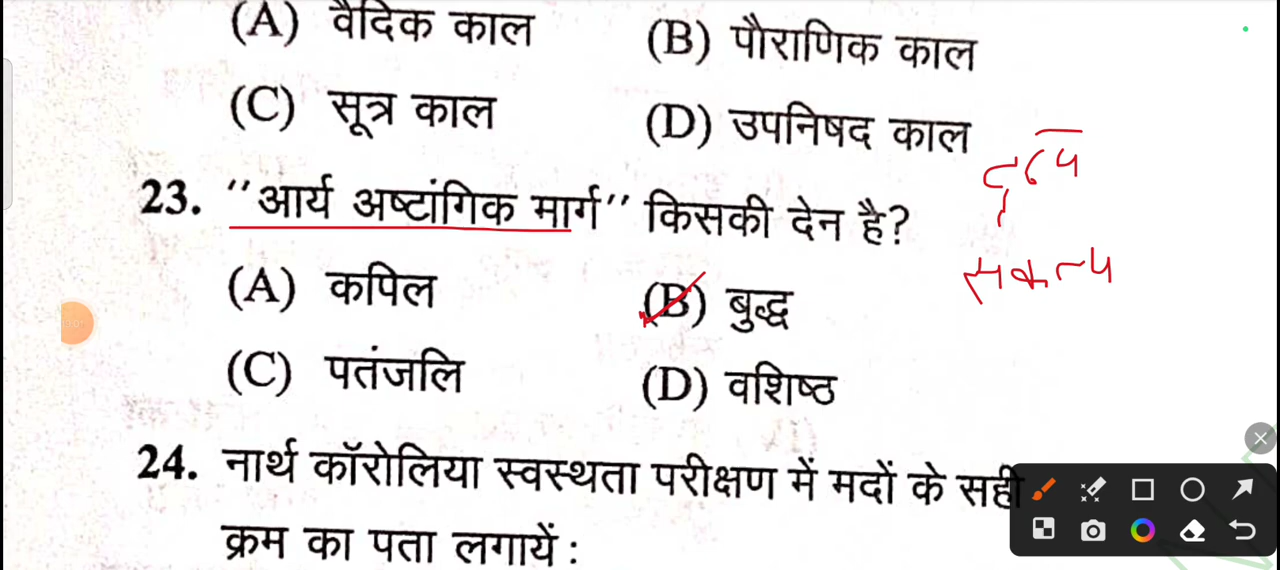 (A) वैदिक काल (B) पौराणिक काल
(C) सूत्र काल (D) उपनिषद काल
23. "आर्य अष्टांगिक मार्ग" किसकी देन है?
(A) कपिल (B) बुद्ध
(C) पतंजलि (D) वशिष्ठ
24. नार्थ कॉरोलिया स्वस्थता परीक्षण में मदों के सही
क्रम का पता लगायें :